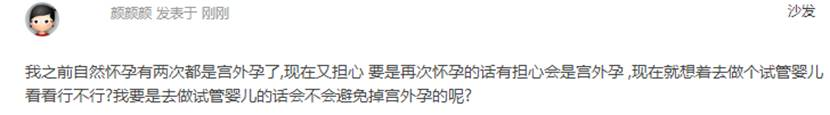 颜颜颜 发表于 刚刚
沙发
我之前自然怀孕有两次都是宫外孕了,现在又担心 要是再次怀孕的话有担心会是宫外孕 ,现在就想着去做个试管婴儿
看看行不行?我要是去做试管婴儿的话会不会避免掉宫外孕的呢?